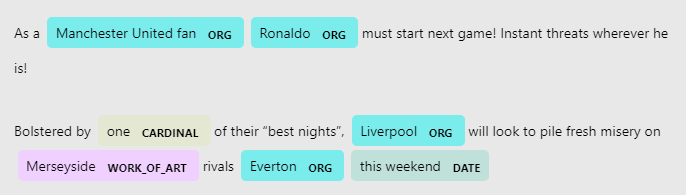 As a Manchester United fan ORG Ronaldo ORG must start next game! Instant threats wherever he
is!
Bolstered by one CARDINAL of their “best nights”, Liverpool ORG will look to pile fresh misery on
Merseyside WORK_OF_ART rivals Everton ORG this weekend DATE